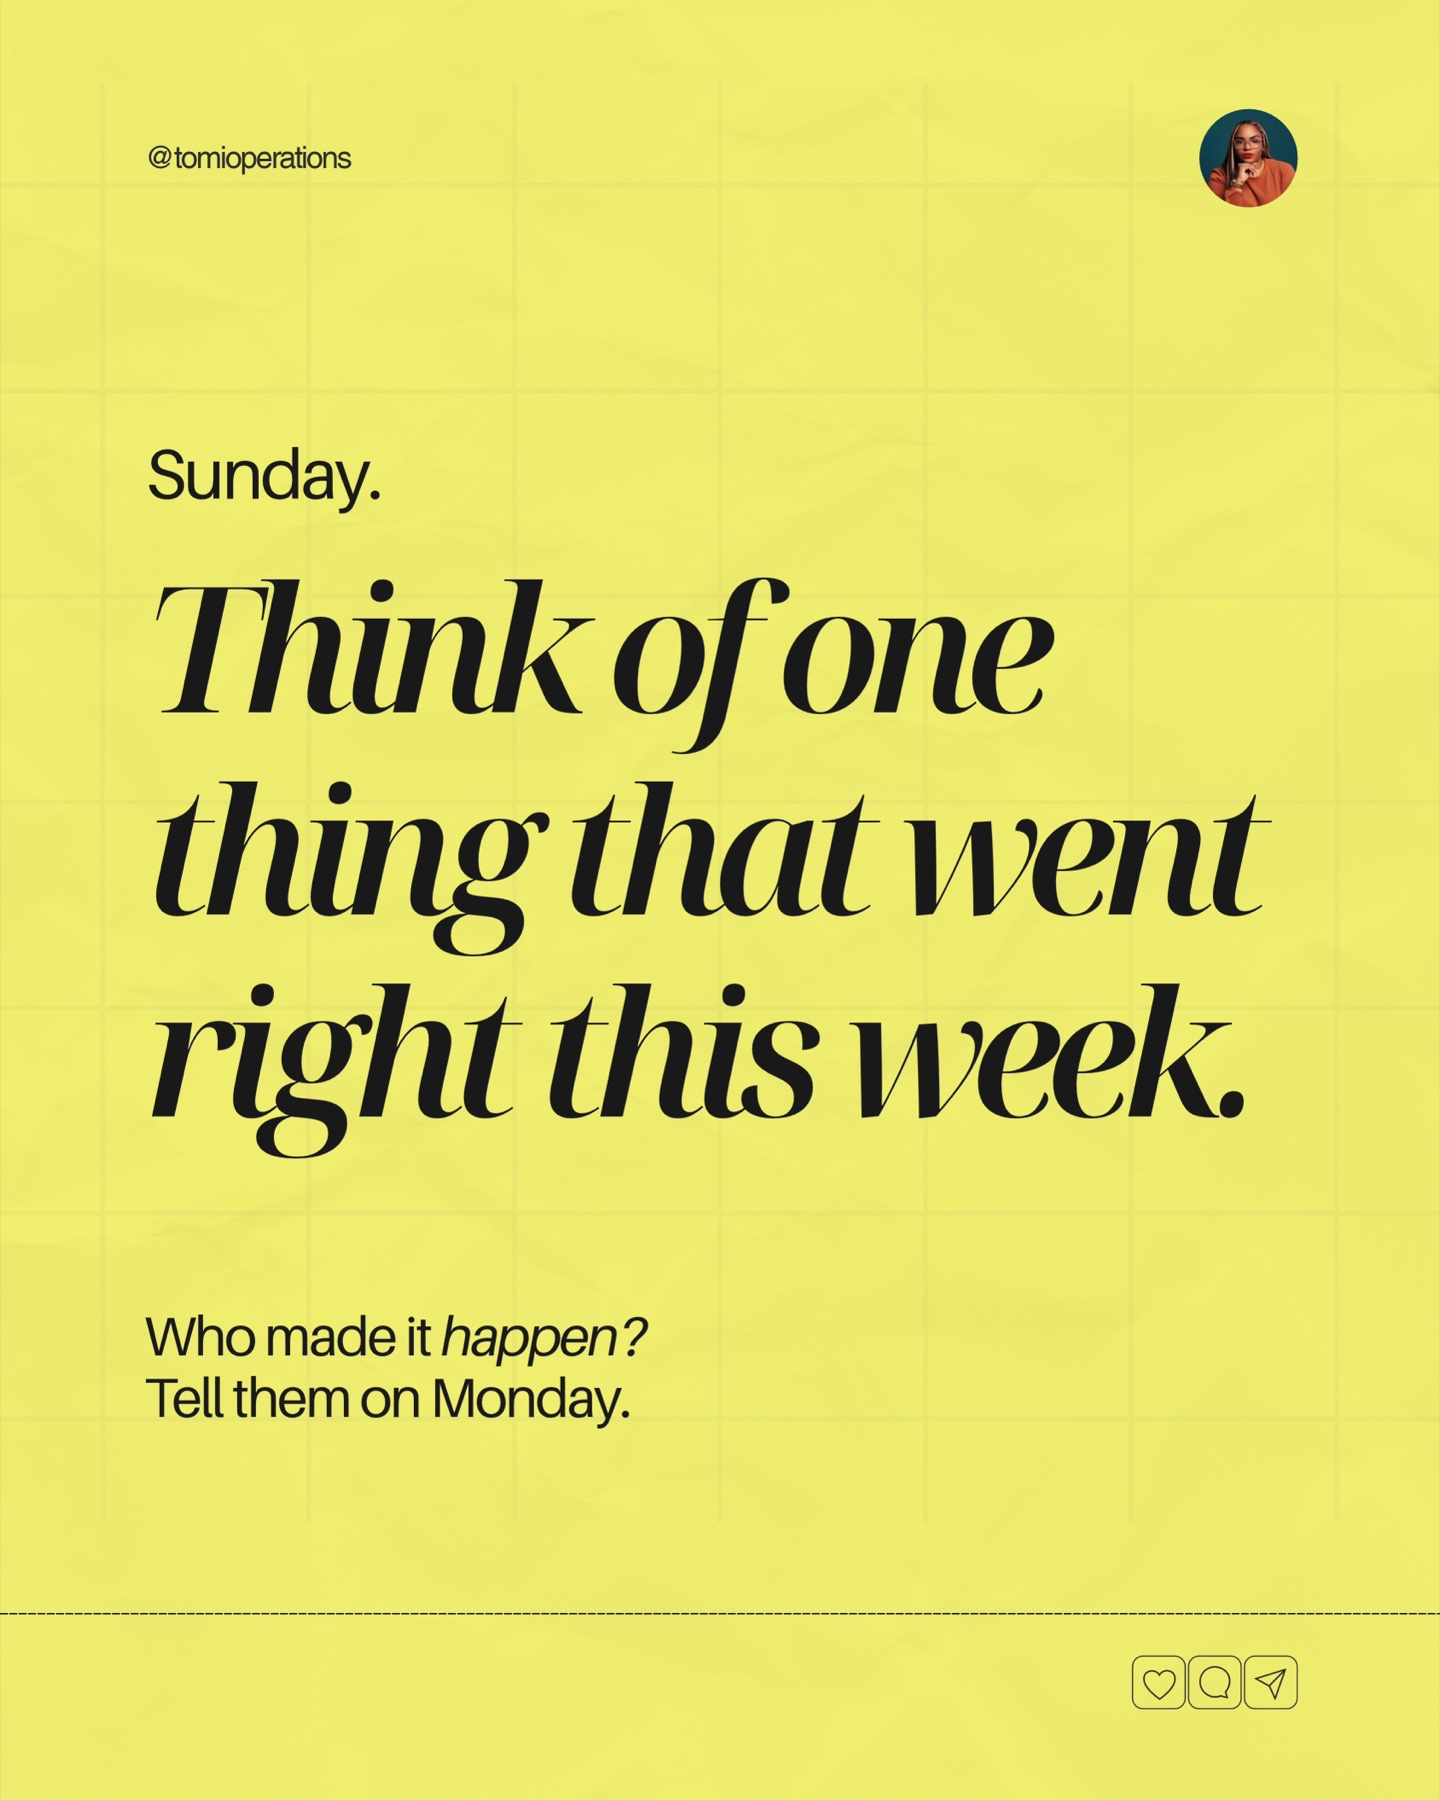 @tomioperations
Sunday.
Think of one
thing that went
right this week.
Who made it happen?
Tell them on Monday.